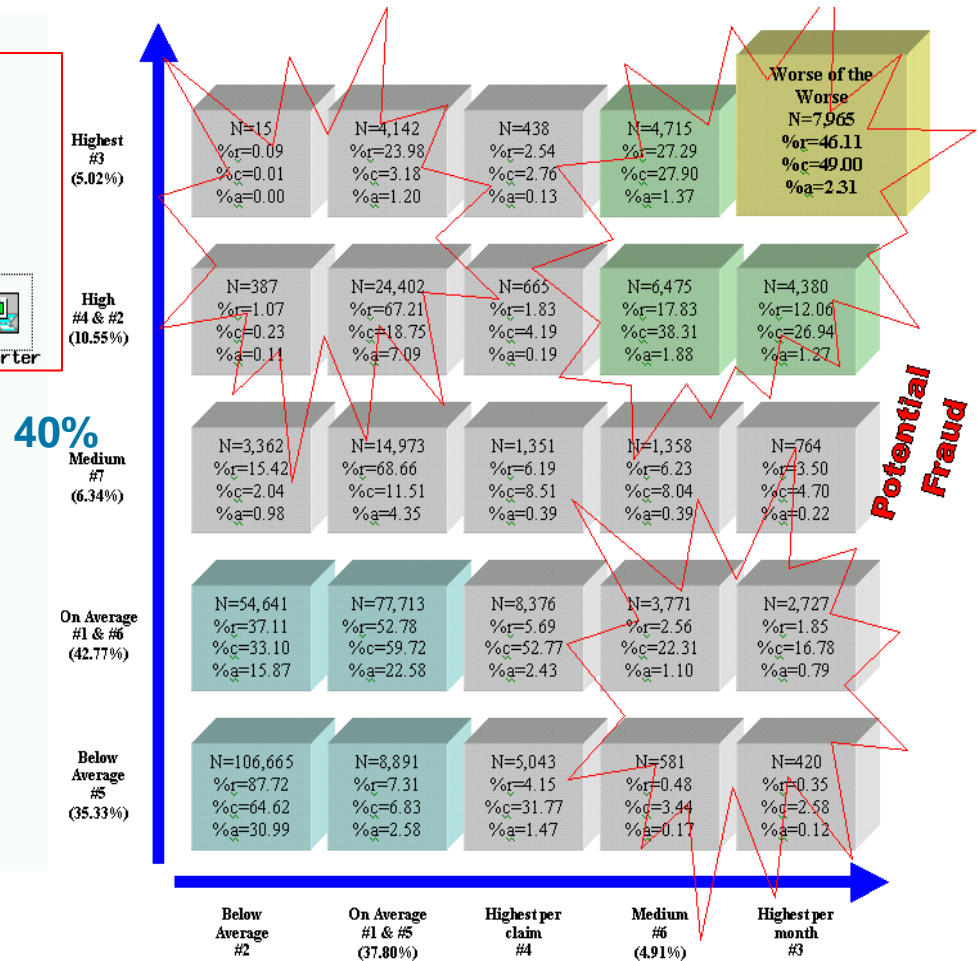 Highest
#3
(5.02%)
N=15
%r=0.09
%c=0.01
%a=0.00
N=4,142
%r=23.98
%c=3.18
%a=1.20
N=438
%r=2.54
%c=2.76
%a=0.13
N=4,715
%r=27.29
%c=27.90
%a=1.37
Worse of the
Worse
N=7,965
%r=46.11
%c=49.00
%a=2.31
High
#4 & #2
(10.55%)
N=387
%r=1.07
%c=0.23
%a=0.11
N=24,402
%r=67.21
%c=18.75
%a=7.09
N=665
%r=1.83
%c=4.19
%a=0.19
N=6,475
%r=17.83
%c=38.31
%a=1.88
N=4,380
%r=12.06
%c=26.94
%a=1.27
rter
40%
Potential
Fraud
Medium
#7
(6.34%)
N=3,362
%r=15.42
%c=2.04
%a=0.98
N=14,973
%r=68.66
%c=11.51
%a=4.35
N=1,351
%r=6.19
%c=8.51
%a=0.39
N=1,358
%r=6.23
%c=8.04
%a=0.39
N=764
%r=3.50
%c=4.70
%a=0.22
On Average
#1 & #6
(42.77%)
N=54,641
%r=37.11
%c=33.10
%a=15.87
N=77,713
%r=52.78
%c=59.72
%a=22.58
N=8,376
%r=5.69
%c=52.77
%a=2.43
N=3,771
%r=2.56
%c=22.31
%a=1.10
N=2,727
%r=1.85
%c=16.78
%a=0.79
Below
Average
#5
(35.33%)
N=106,665
%r=87.72
%c=64.62
%a=30.99
N=8,891
%r=7.31
%c=6.83
%a=2.58
N=5,043
%r=4.15
%c=31.77
%a=1.47
N=581
%r=0.48
%c=3.44
%a=0.17
N=420
%r=0.35
%c=2.58
%a=0.12
Below
Average
#2
On Average
#1 & #5
(37.80%)
Highest per
claim
#4
Medium
#6
(4.91%)
Highest per
month
#3